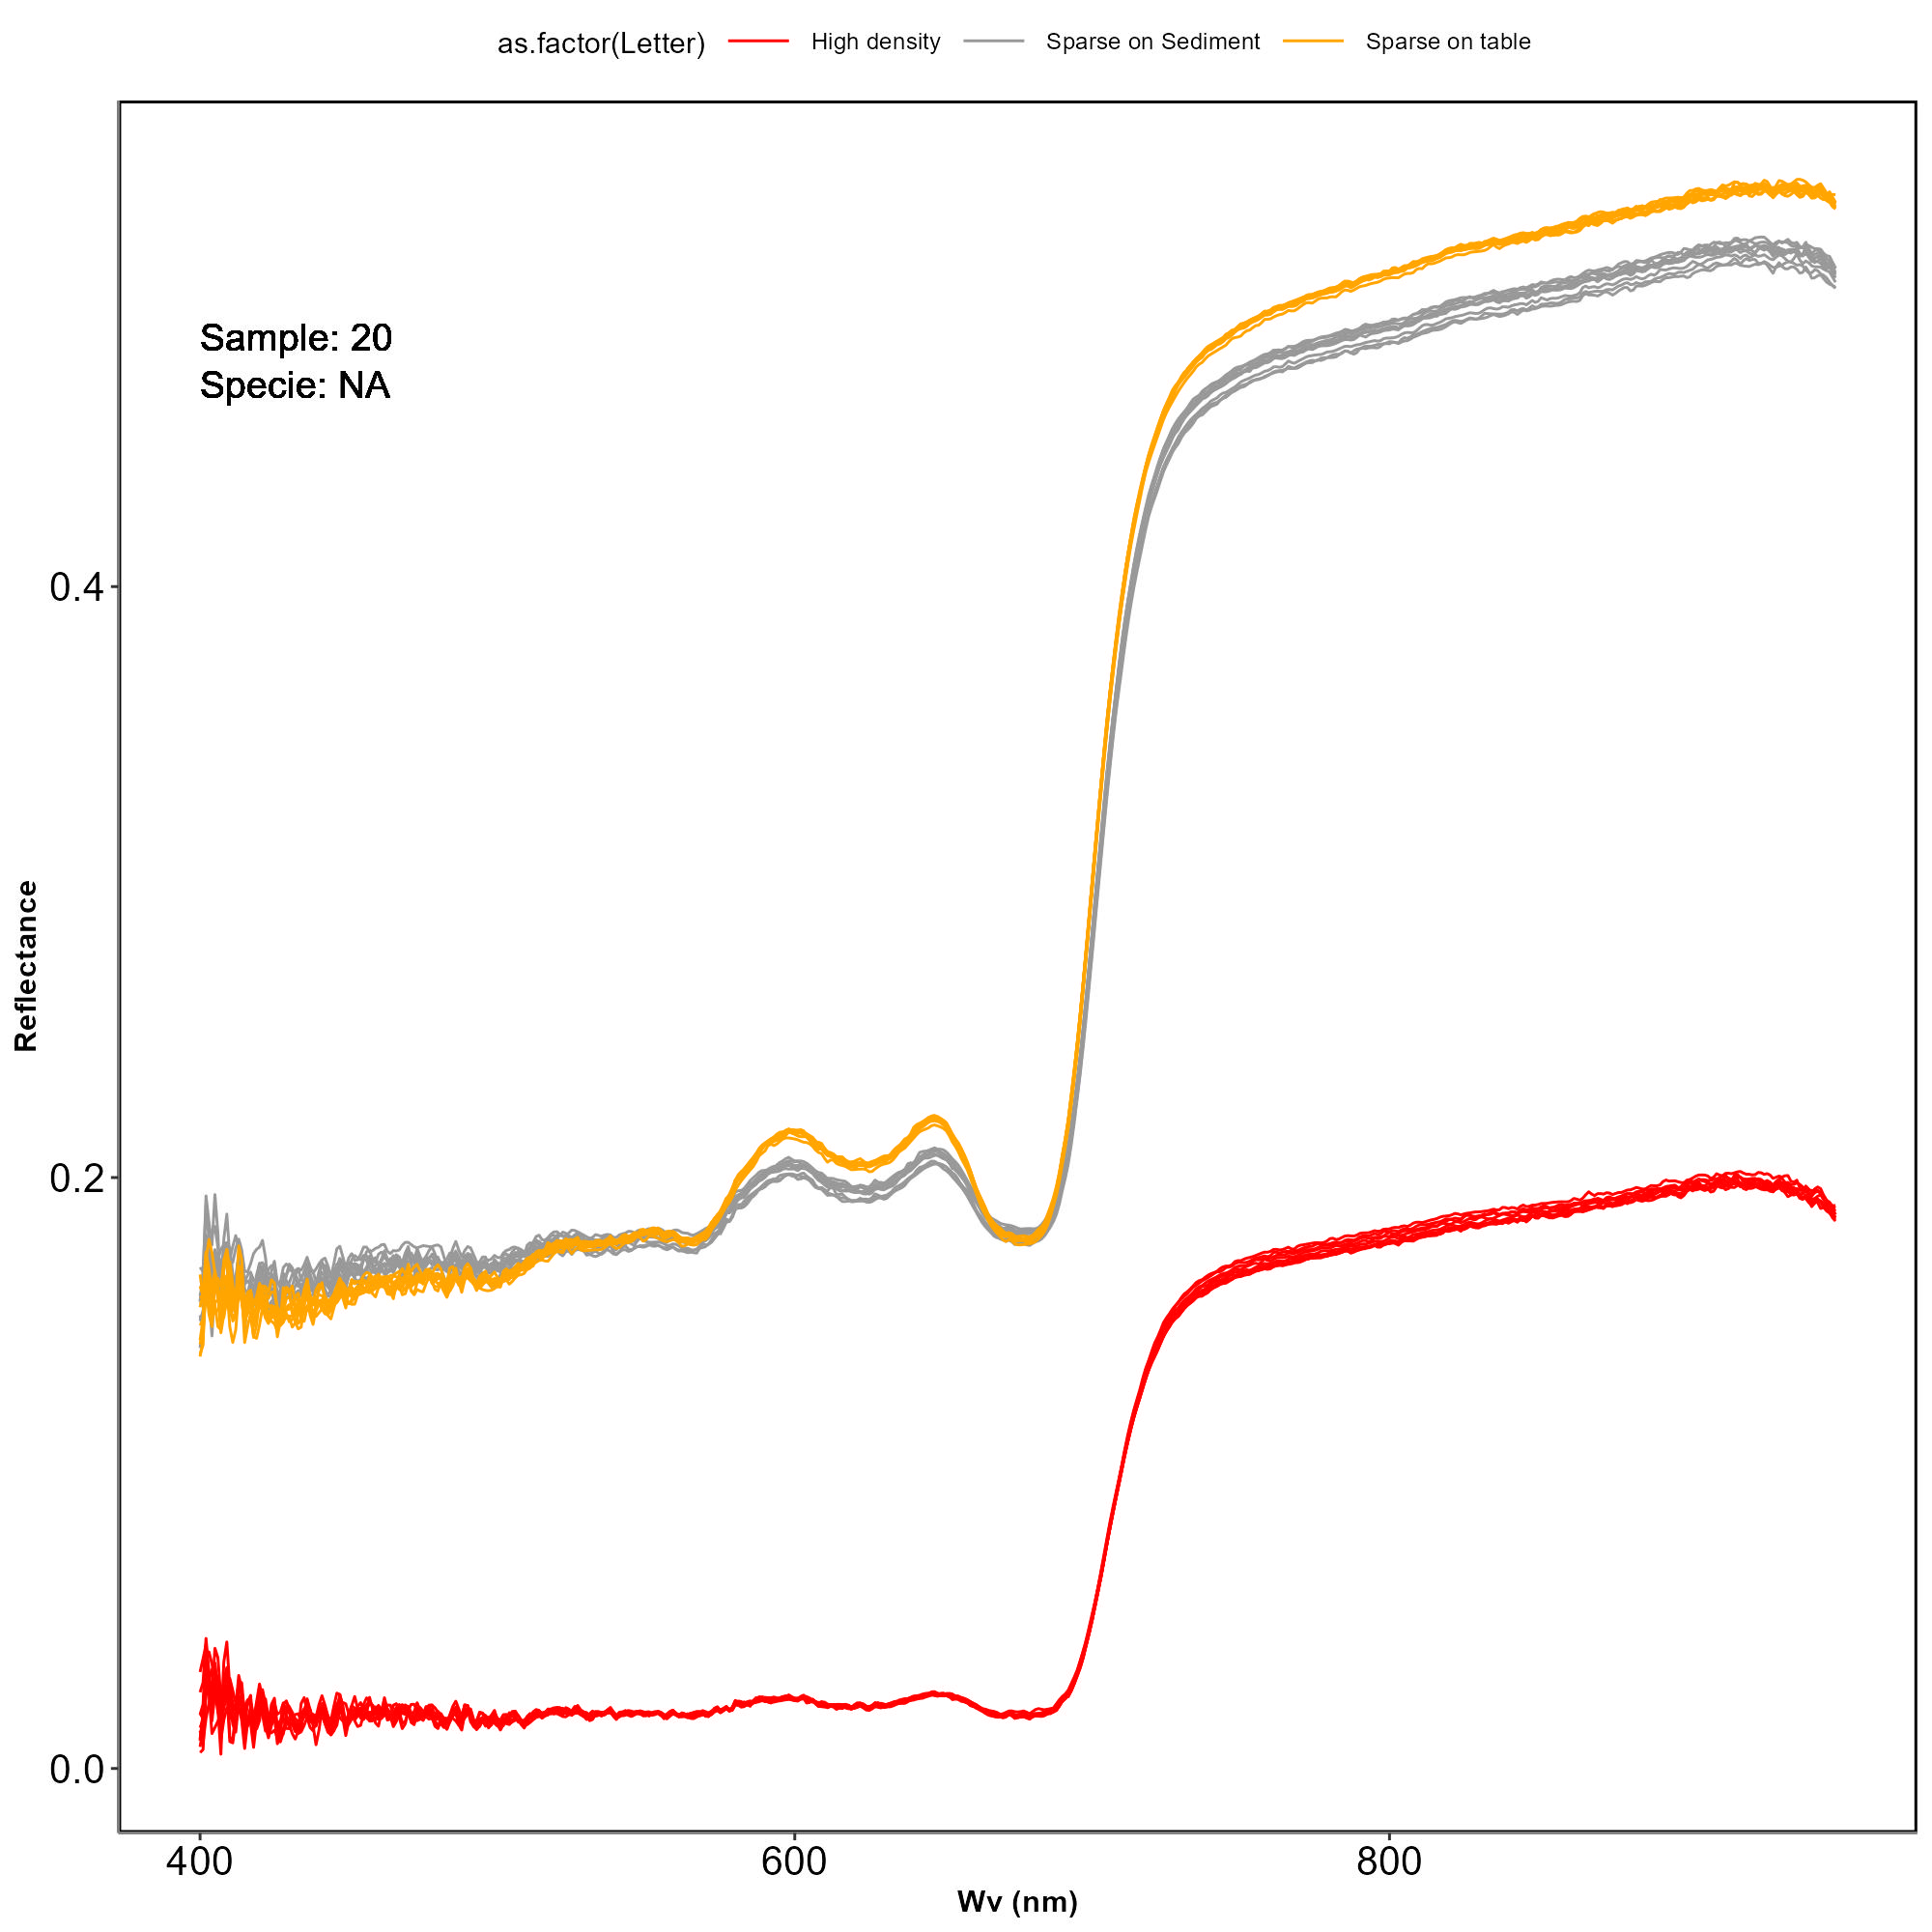 as.factor(Letter) High density Sparse on Sediment Sparse on table
Sample: 20
Specie: NA
0.4
0.2
0.0
Reflectance
400 600 800
Wv (nm)